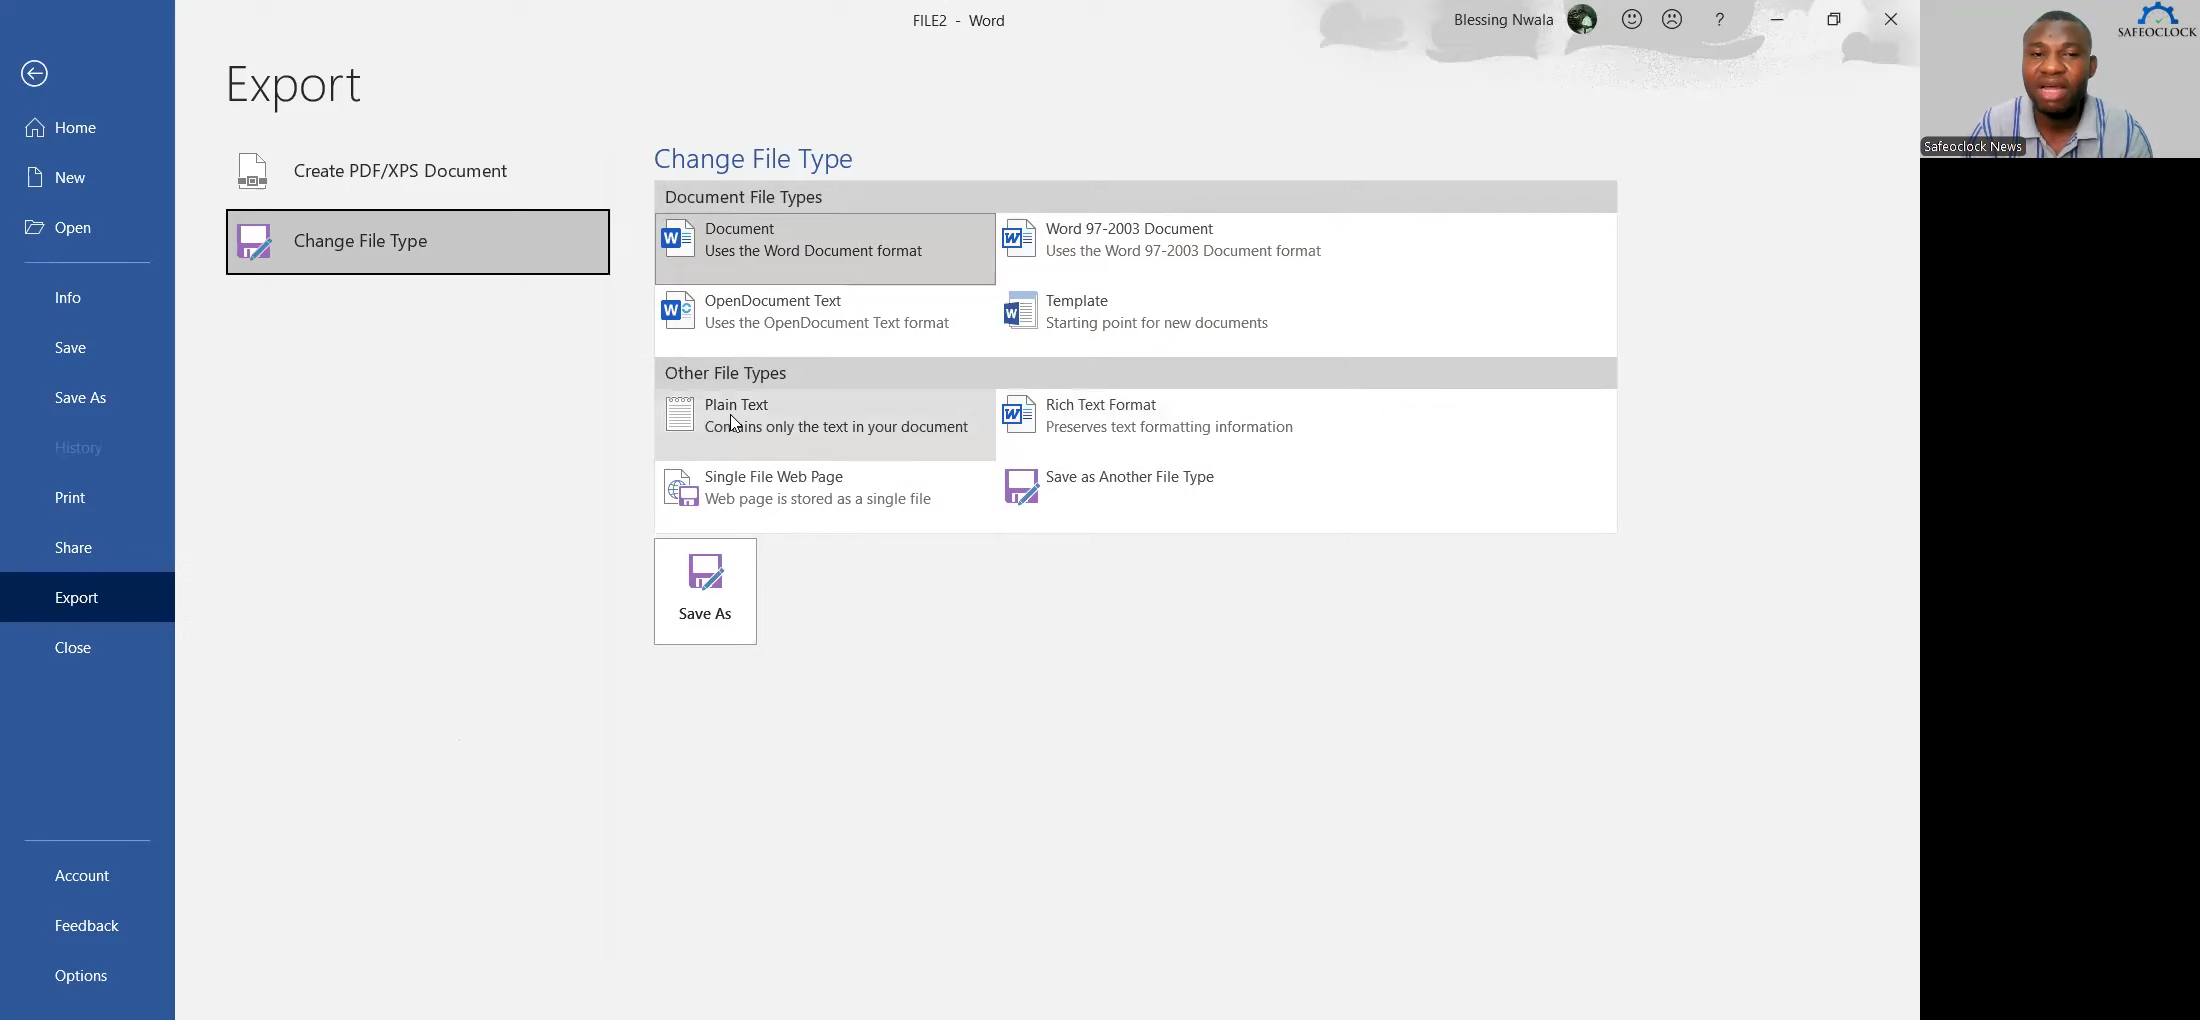 FILE2 - Word
Blessing Nwala
?
SAFEOCLOCK
Safeoclock News
Home
New
Open
Info
Save
Save As
History
Print
Share
Export
Close
Account
Feedback
Options
Export
Create PDF/XPS Document
Change File Type
Change File Type
Document File Types
Document
Uses the Word Document format
Word 97-2003 Document
Uses the Word 97-2003 Document format
OpenDocument Text
Uses the OpenDocument Text format
Template
Starting point for new documents
Other File Types
Plain Text
Contains only the text in your document
Rich Text Format
Preserves text formatting information
Single File Web Page
Web page is stored as a single file
Save as Another File Type
Save As